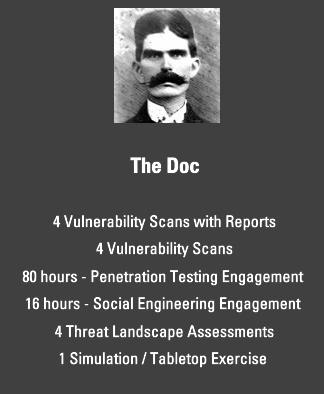 The Doc
4 Vulnerability Scans with Reports
4 Vulnerability Scans
80 hours - Penetration Testing Engagement
16 hours - Social Engineering Engagement
4 Threat Landscape Assessments
1 Simulation / Tabletop Exercise